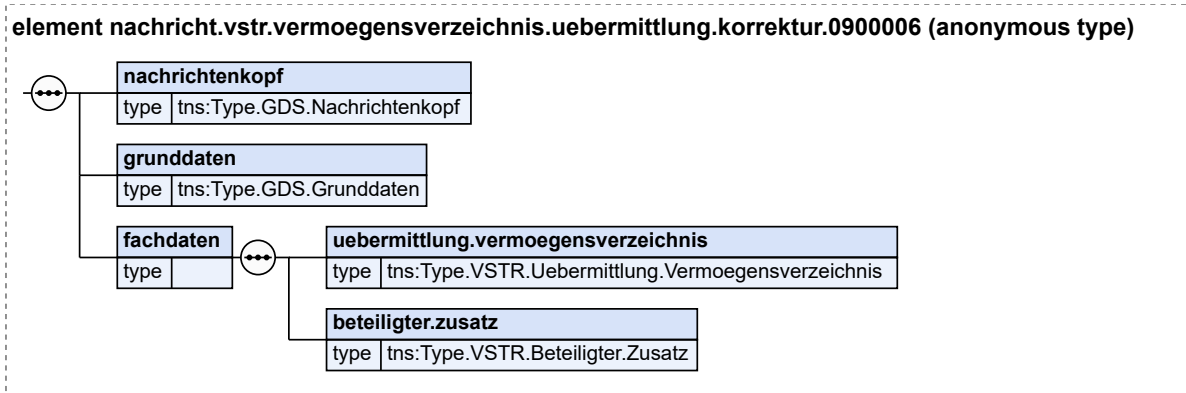 element nachricht.vstr.vermoegensverzeichnis.uebermittlung.korrektur.0900006 (anonymous type)
nachrichtenkopf
type tns:Type.GDS.Nachrichtenkopf
grunddaten
type tns:Type.GDS.Grunddaten
fachdaten
type
uebermittlung.vermoegensverzeichnis
type tns:Type.VSTR.Uebermittlung.Vermoegensverzeichnis
beteiligter.zusatz
type tns:Type.VSTR.Beteiligter.Zusatz